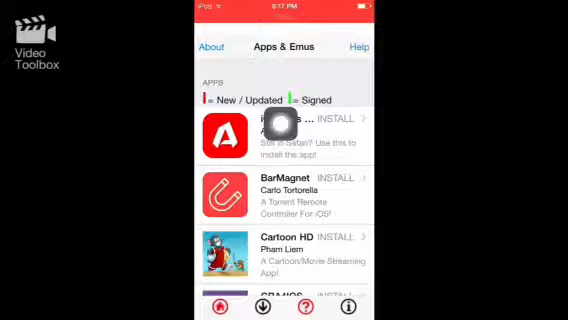 iPod
8:17 PM
Video
Toolbox
About
Apps & Emus
Help
APPS
= New / Updated
= Signed
INSTALL
Still in Safari? Use this to
install the app!
BarMagnet
INSTALL
Carlo Tortorella
A Torrent Remote
Controller For iOS!
Cartoon HD
INSTALL
Pham Liem
A Cartoon/Movie Streaming
App!
GBA4IOS
INSTALL